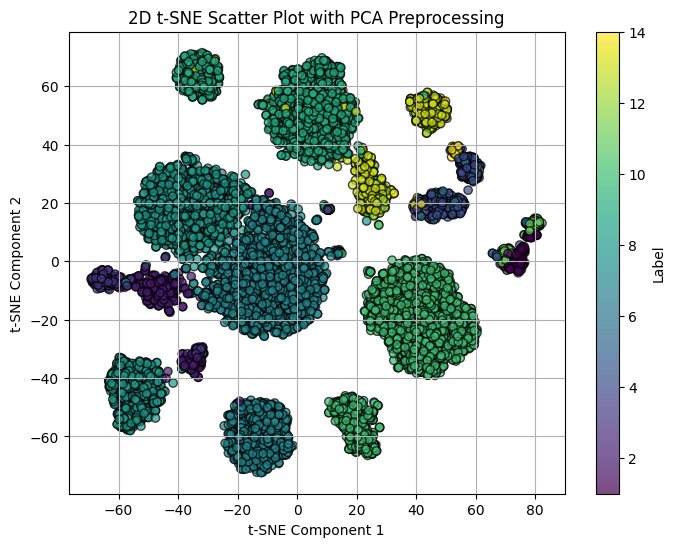 2D t-SNE Scatter Plot with PCA Preprocessing
60
40
20
0
−20
−40
−60
t-SNE Component 2
−60 −40 −20 0 20 40 60 80
t-SNE Component 1
14
12
10
8
6
4
2
Label